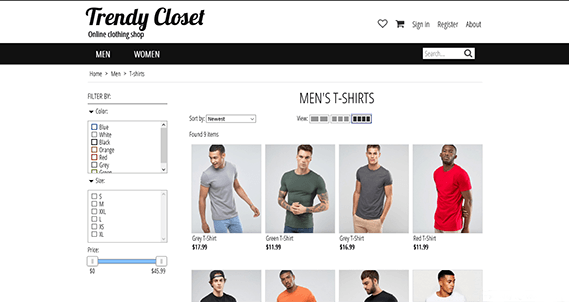 Trendy Closet
Online clothing shop
Sign in Register About
MEN WOMEN
Search...
Home > Men > T-shirts
FILTER BY:
Color:
Blue
White
Black
Orange
Red
Grey
Green
Size:
S
M
XXL
L
XS
XL
Price:
$0 $45.99
MEN'S T-SHIRTS
Sort by: Newest View:
Found 9 items
Grey T-Shirt
$17.99
Green T-Shirt
$11.99
Grey T-Shirt
$16.99
Red T-Shirt
$11.99